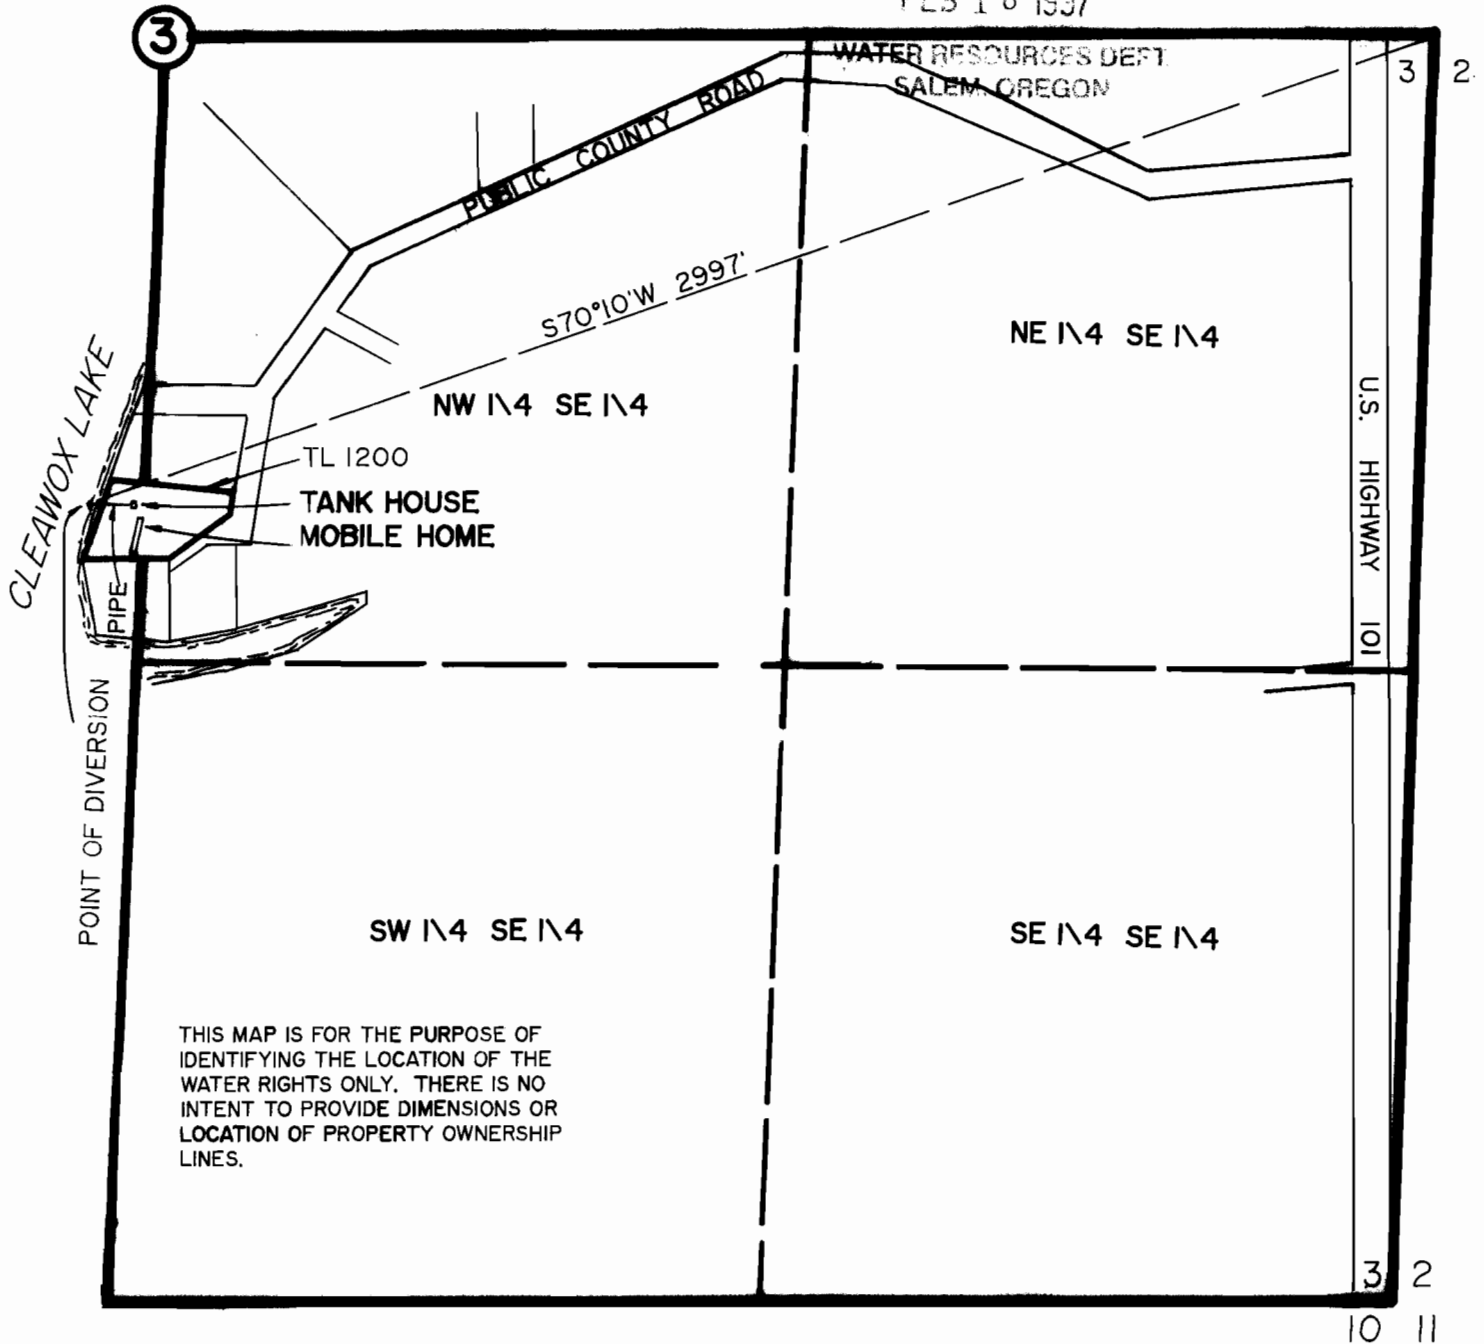 3
WATER RESOURCES DEPT.
SALEM, OREGON
3 2
PUBLIC COUNTY ROAD
S70°10'W 2997'
NE 1\4 SE 1\4
NW 1\4 SE 1\4
U.S. HIGHWAY 101
CLEAWOX LAKE
TL 1200
TANK HOUSE
MOBILE HOME
PIPE
POINT OF DIVERSION
SW 1\4 SE 1\4
SE 1\4 SE 1\4
THIS MAP IS FOR THE PURPOSE OF
IDENTIFYING THE LOCATION OF THE
WATER RIGHTS ONLY. THERE IS NO
INTENT TO PROVIDE DIMENSIONS OR
LOCATION OF PROPERTY OWNERSHIP
LINES.
3 2
10 11